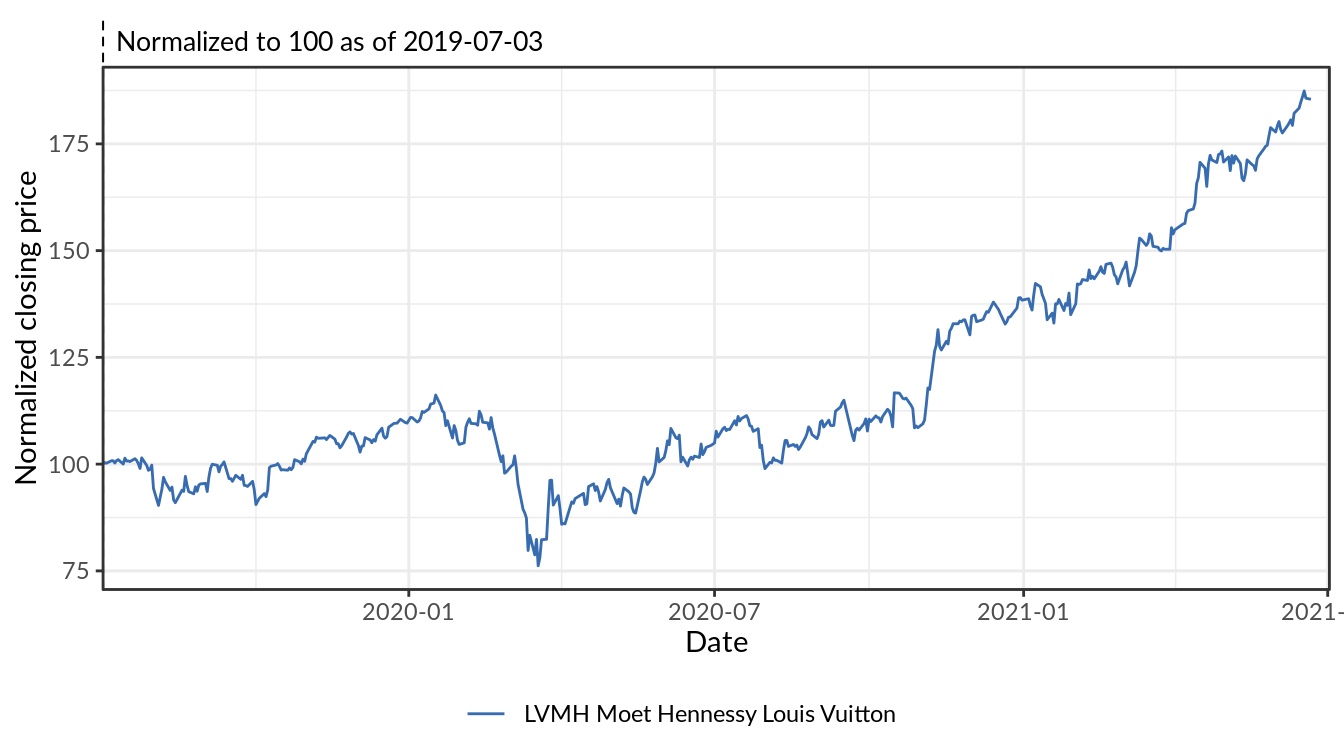 Normalized to 100 as of 2019-07-03
Normalized closing price
175
150
125
100
75
2020-01
2020-07
2021-01
2021-
Date
LVMH Moet Hennessy Louis Vuitton